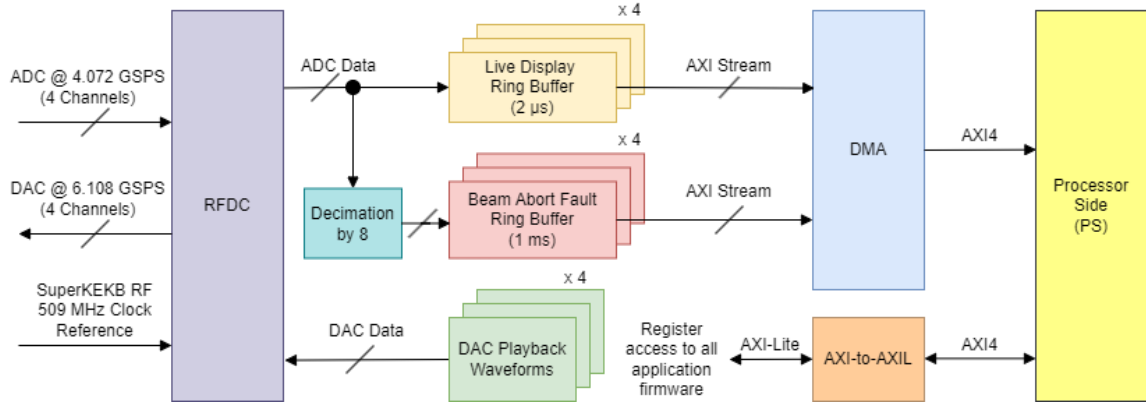 ADC @ 4.072 GSPS
(4 Channels)
DAC @ 6.108 GSPS
(4 Channels)
SuperKEKB RF
509 MHz Clock
Reference
RFDC
ADC Data
Decimation
by 8
x 4
Live Display
Ring Buffer
(2 µs)
x 4
Beam Abort Fault
Ring Buffer
(1 ms)
x 4
DAC Playback
Waveforms
DAC Data
AXI Stream
AXI Stream
Register
access to all
application
firmware
AXI-Lite
DMA
AXI-to-AXIL
AXI4
AXI4
Processor
Side
(PS)